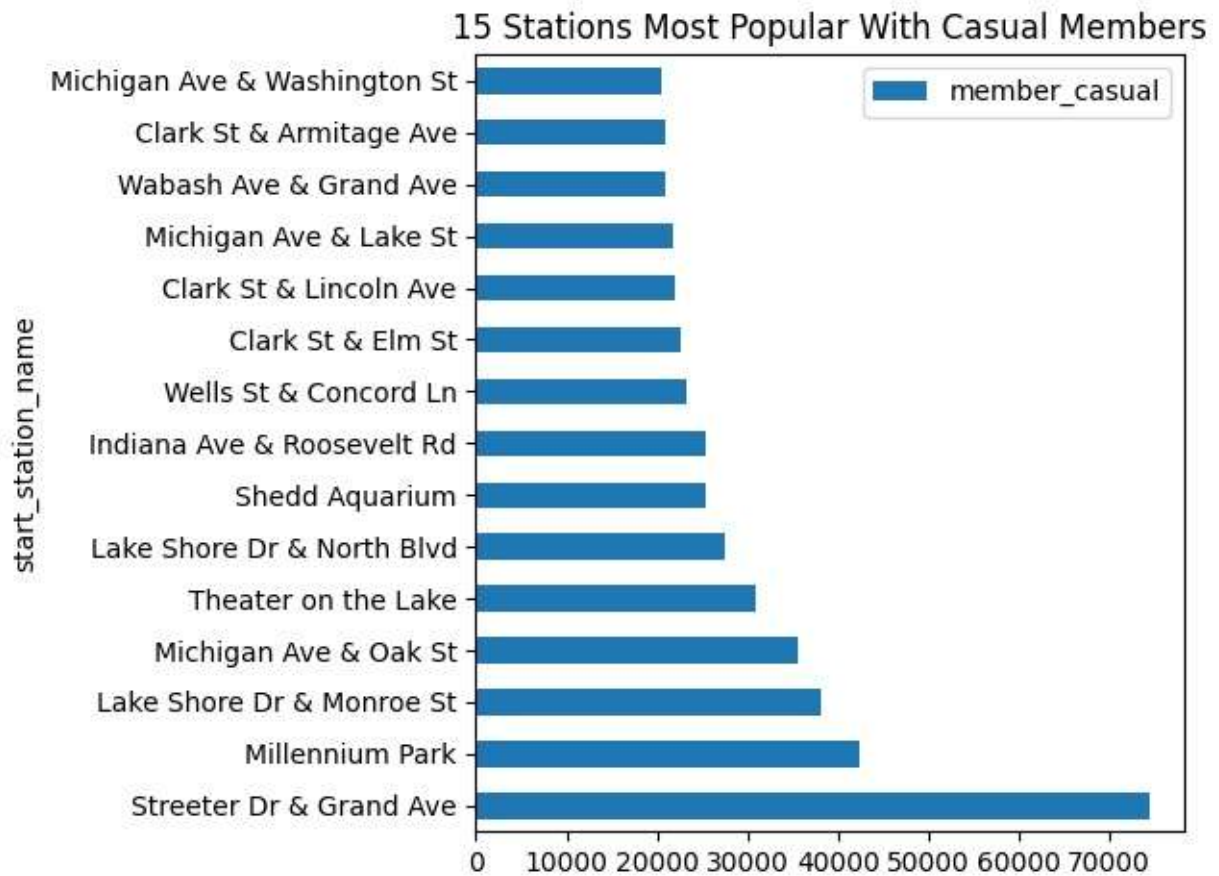 15 Stations Most Popular With Casual Members
member_casual
start_station_name
Michigan Ave & Washington St
Clark St & Armitage Ave
Wabash Ave & Grand Ave
Michigan Ave & Lake St
Clark St & Lincoln Ave
Clark St & Elm St
Wells St & Concord Ln
Indiana Ave & Roosevelt Rd
Shedd Aquarium
Lake Shore Dr & North Blvd
Theater on the Lake
Michigan Ave & Oak St
Lake Shore Dr & Monroe St
Millennium Park
Streeter Dr & Grand Ave
0 10000 20000 30000 40000 50000 60000 70000